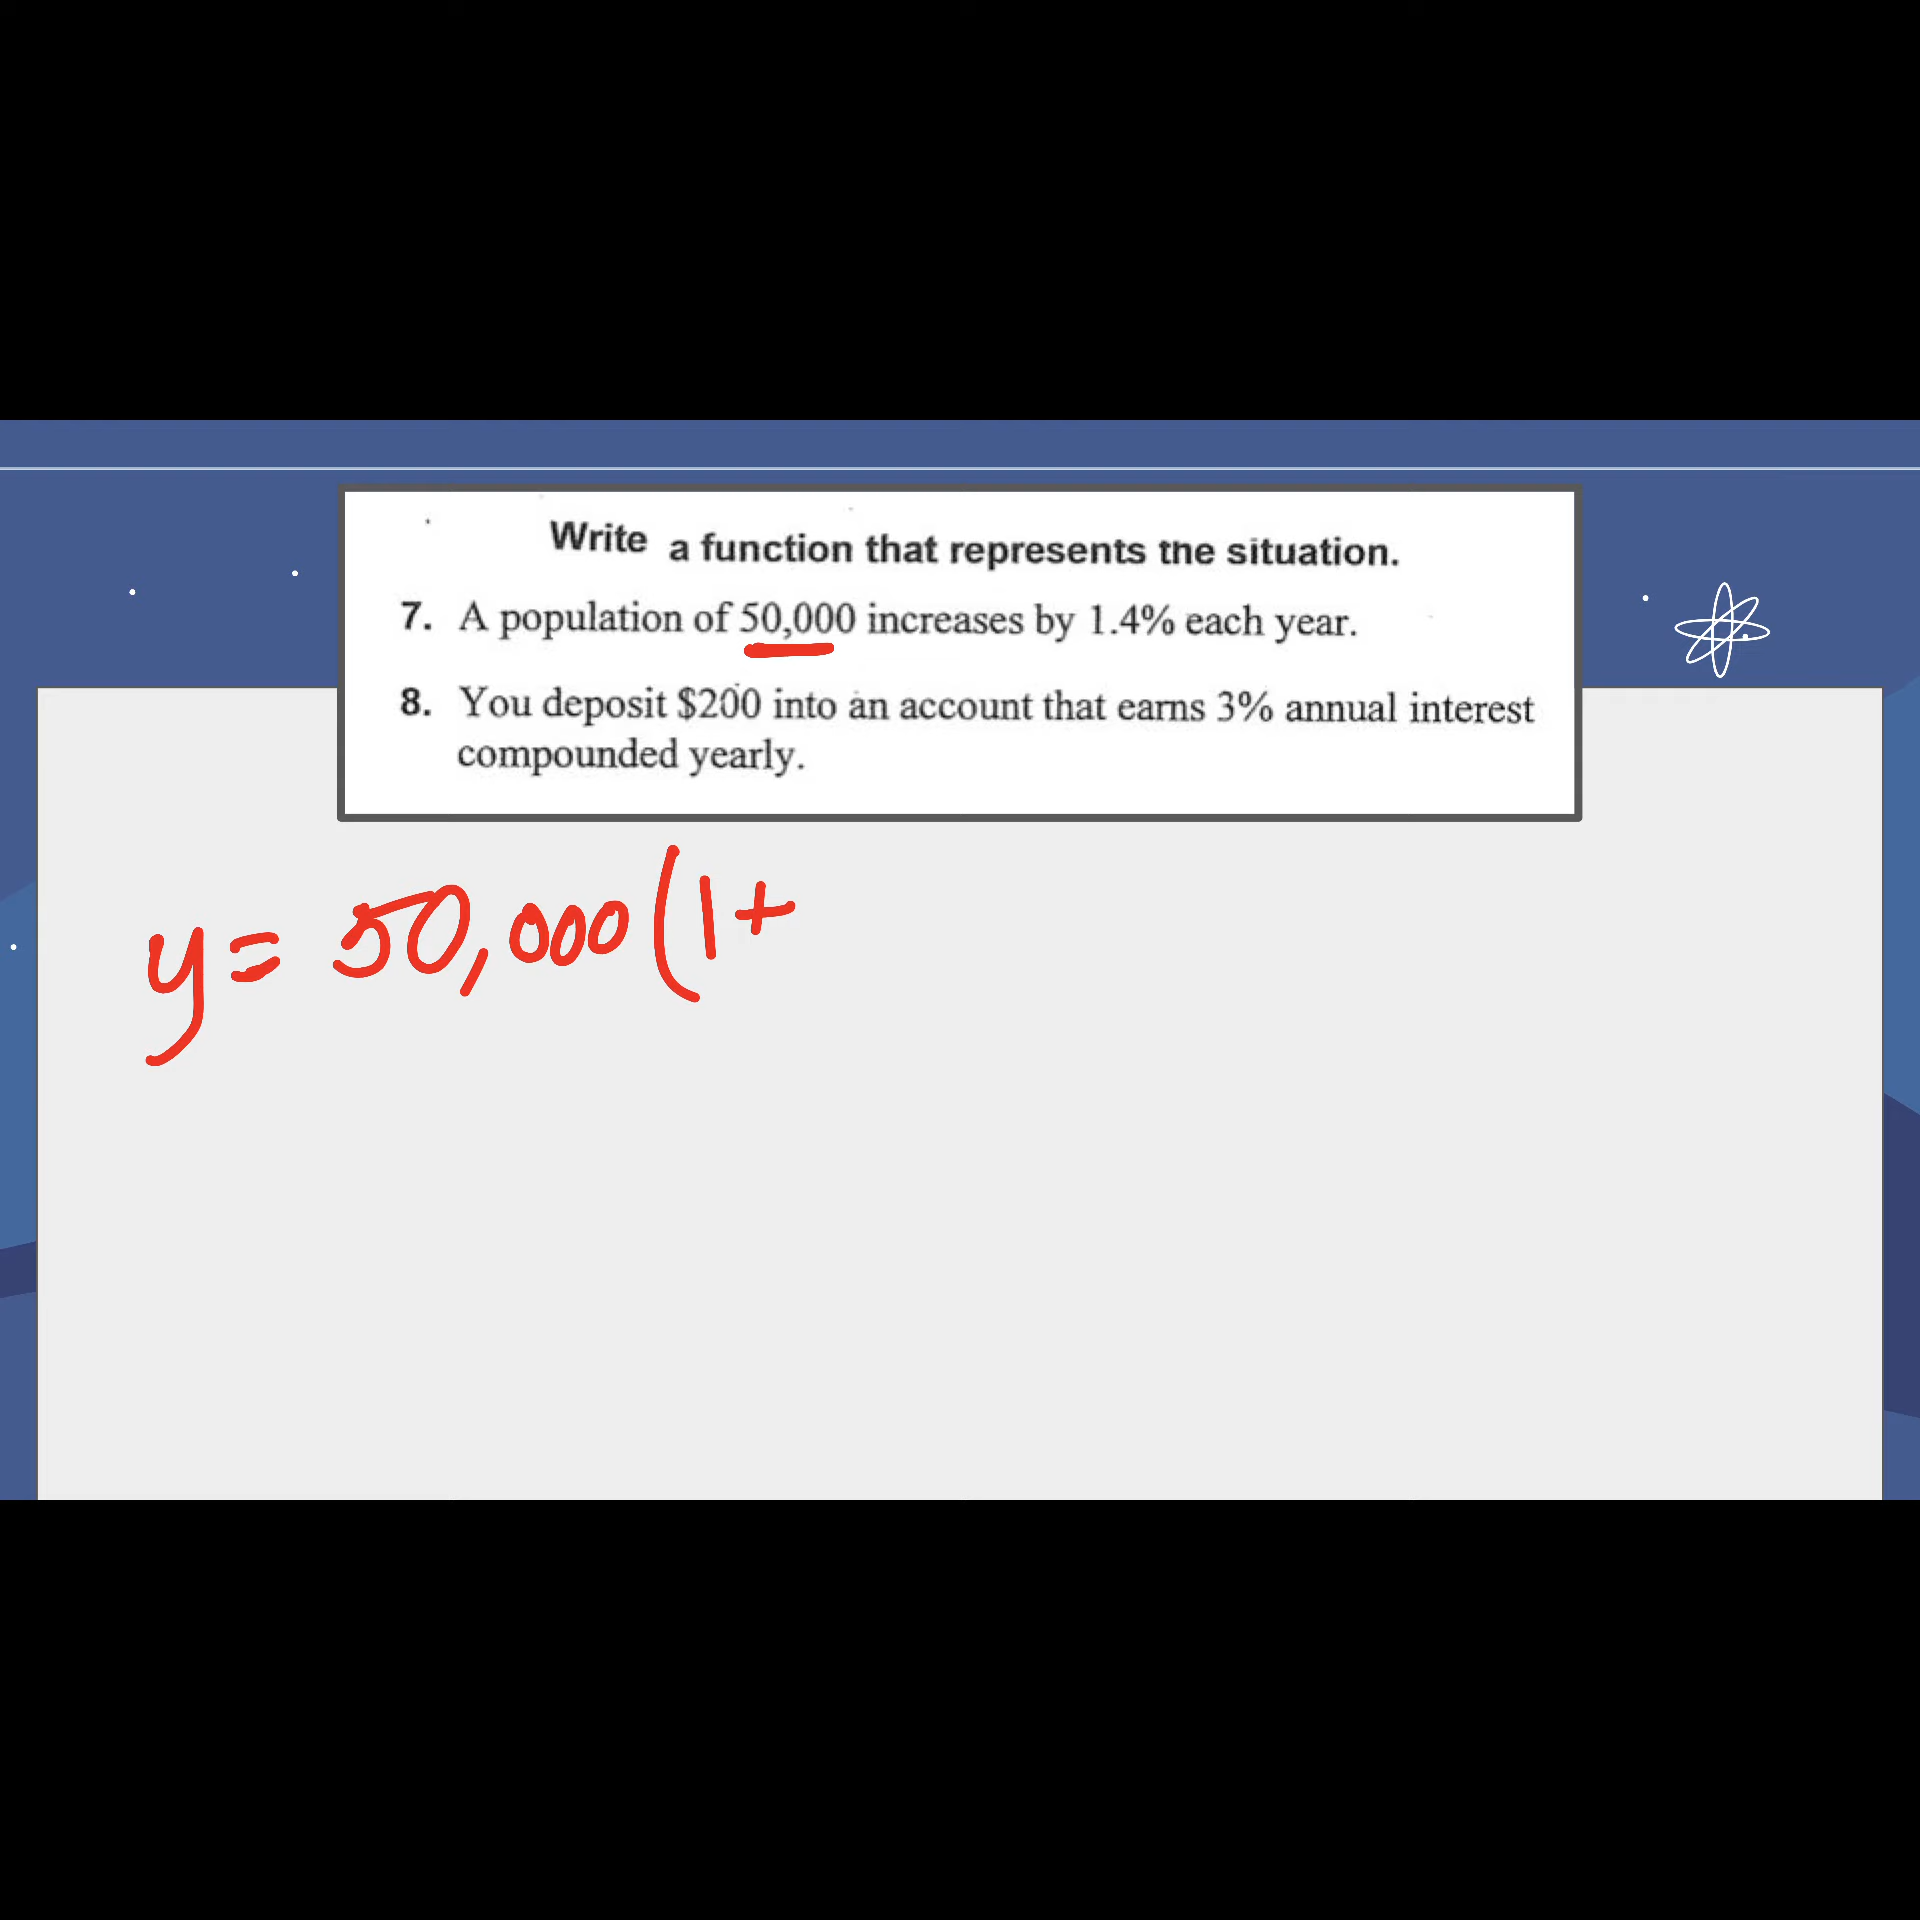 Write a function that represents the situation.
7. A population of 50,000 increases by 1.4% each year.
8. You deposit $200 into an account that earns 3% annual interest
compounded yearly.
y = 50,000 (1+